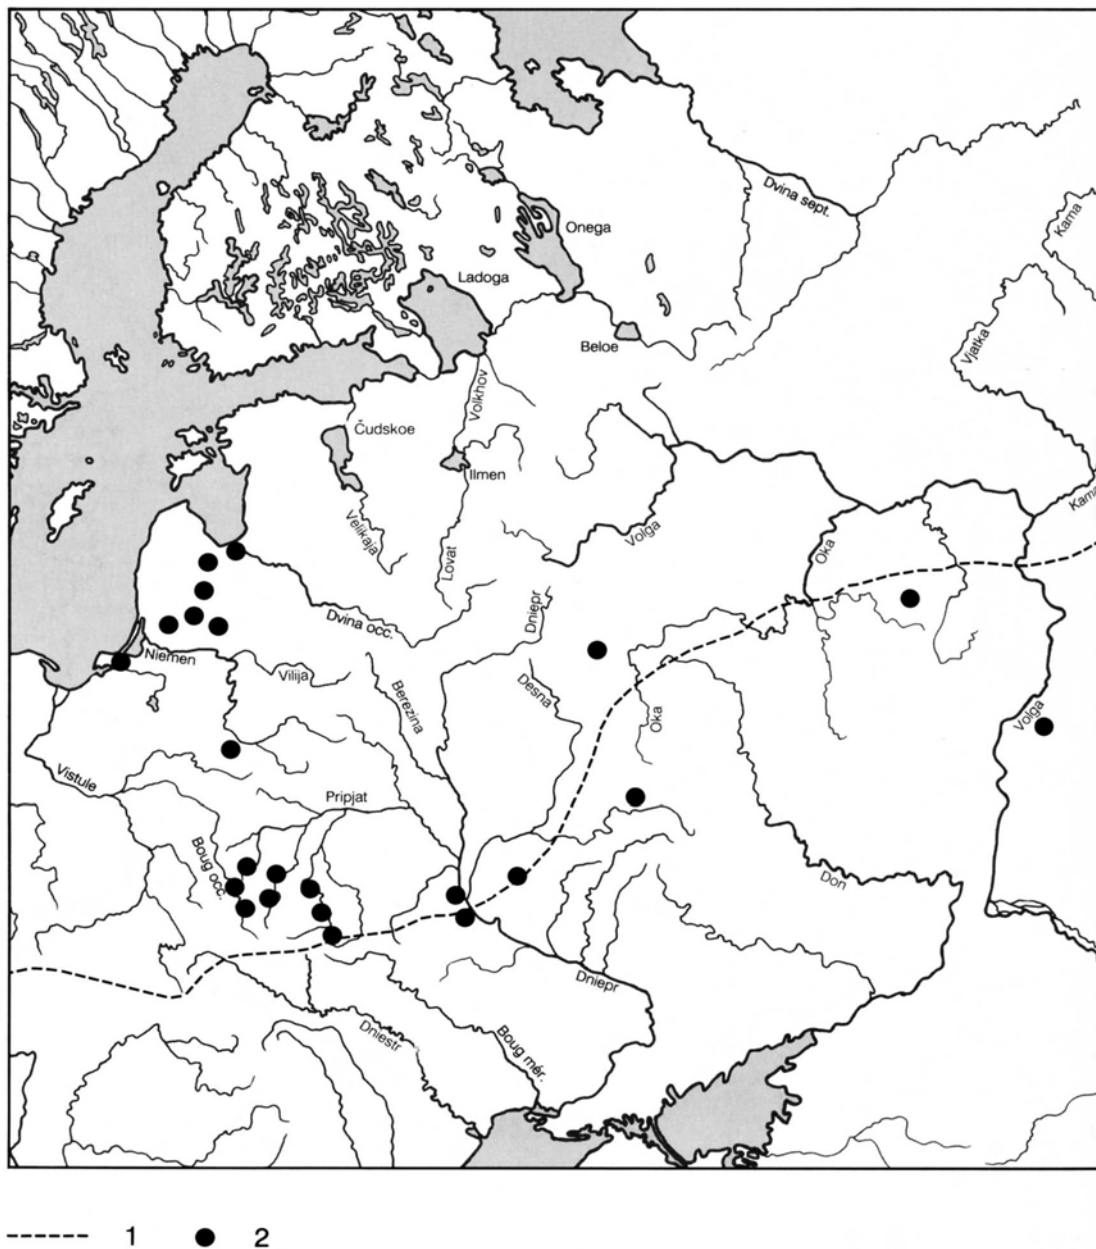 Dvina sept.
Kama
Onega
Ladoga
Beloe
Vjatka
Volkhov
Čudskoe
Ilmen
Kama
Velikaja
Lovat
Volga
Oka
Dvina occ.
Dniepr
Niemen
Vilija
Berezina
Desna
Oka
Volga
Vistule
Pripjat
Boug occ.
Don
Dniepr
Dniestr
Boug mér.
1 2